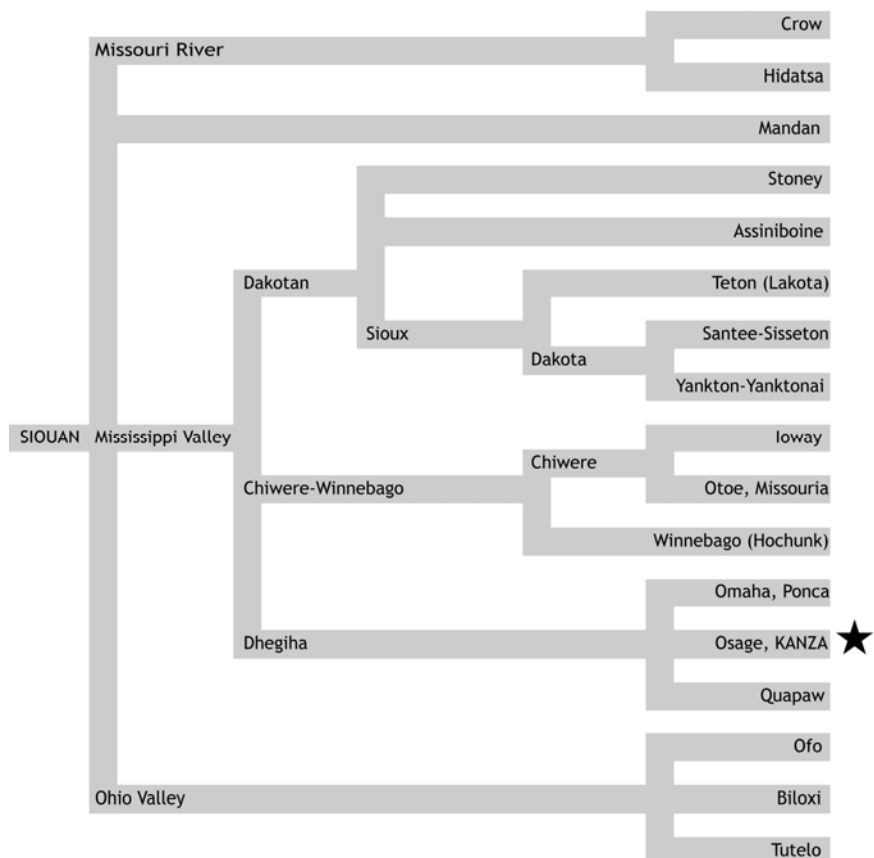 Crow
Missouri River
Hidatsa
Mandan
Stoney
Assiniboine
Dakotan
Teton (Lakota)
Sioux
Santee-Sisseton
Dakota
Yankton-Yanktonai
SIOUAN
Mississippi Valley
Ioway
Chiwere
Chiwere-Winnebago
Otoe, Missouria
Winnebago (Hochunk)
Omaha, Ponca
Dhegiha
Osage, KANZA
Quapaw
Ofo
Ohio Valley
Biloxi
Tutelo